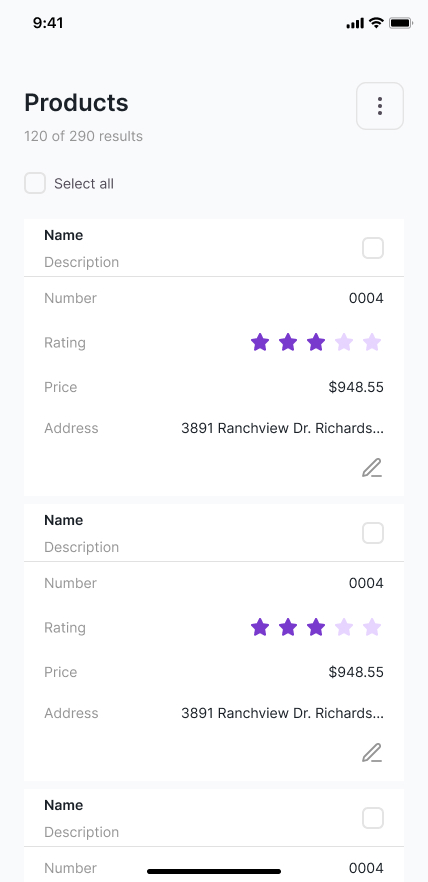 9:41
Products
120 of 290 results
Select all
Name
Description
Number 0004
Rating
Price $948.55
Address 3891 Ranchview Dr. Richards...
Name
Description
Number 0004
Rating
Price $948.55
Address 3891 Ranchview Dr. Richards...
Name
Description
Number 0004